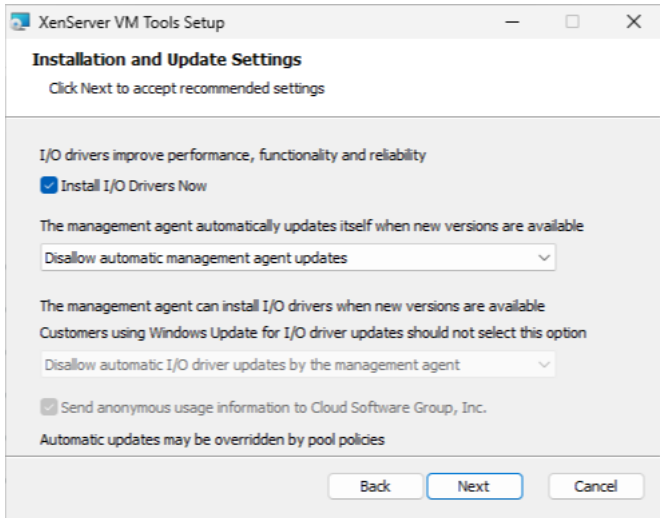 XenServer VM Tools Setup
Installation and Update Settings
Click Next to accept recommended settings
I/O drivers improve performance, functionality and reliability
Install I/O Drivers Now
The management agent automatically updates itself when new versions are available
Disallow automatic management agent updates
The management agent can install I/O drivers when new versions are available
Customers using Windows Update for I/O driver updates should not select this option
Disallow automatic I/O driver updates by the management agent
Send anonymous usage information to Cloud Software Group, Inc.
Automatic updates may be overridden by pool policies
Back Next Cancel